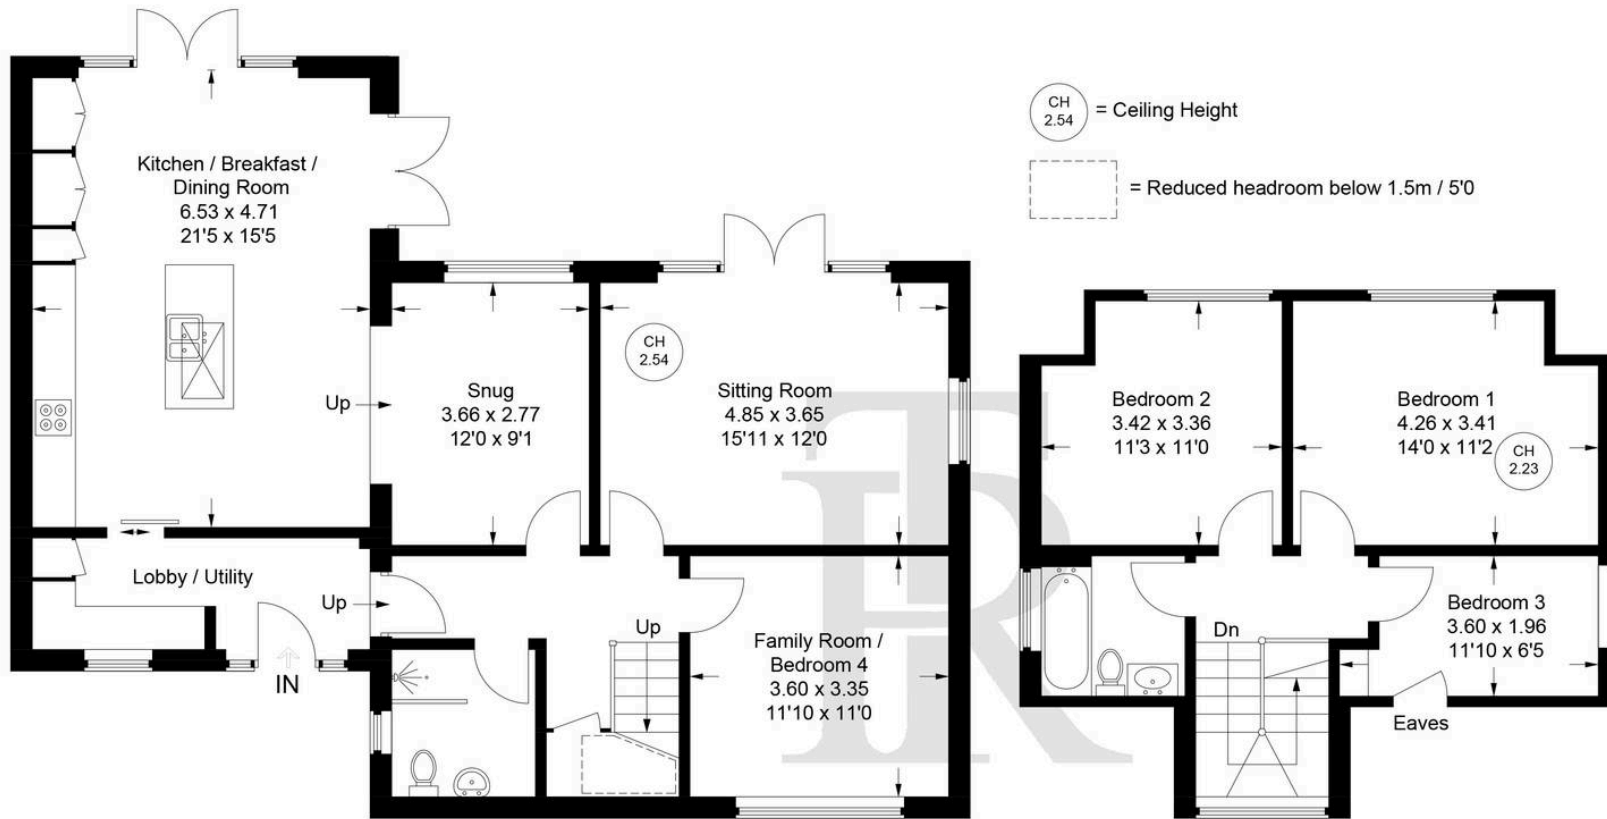 Kitchen / Breakfast /
Dining Room
6.53 x 4.71
21'5 x 15'5
Up
Snug
3.66 x 2.77
12'0 x 9'1
CH
2.54
Sitting Room
4.85 x 3.65
15'11 x 12'0
Lobby / Utility
Up
IN
Up
Family Room /
Bedroom 4
3.60 x 3.35
11'10 x 11'0
CH
2.54
= Ceiling Height
= Reduced headroom below 1.5m / 5'0
Bedroom 2
3.42 x 3.36
11'3 x 11'0
Bedroom 1
4.26 x 3.41
14'0 x 11'2
CH
2.23
Dn
Bedroom 3
3.60 x 1.96
11'10 x 6'5
Eaves
TR